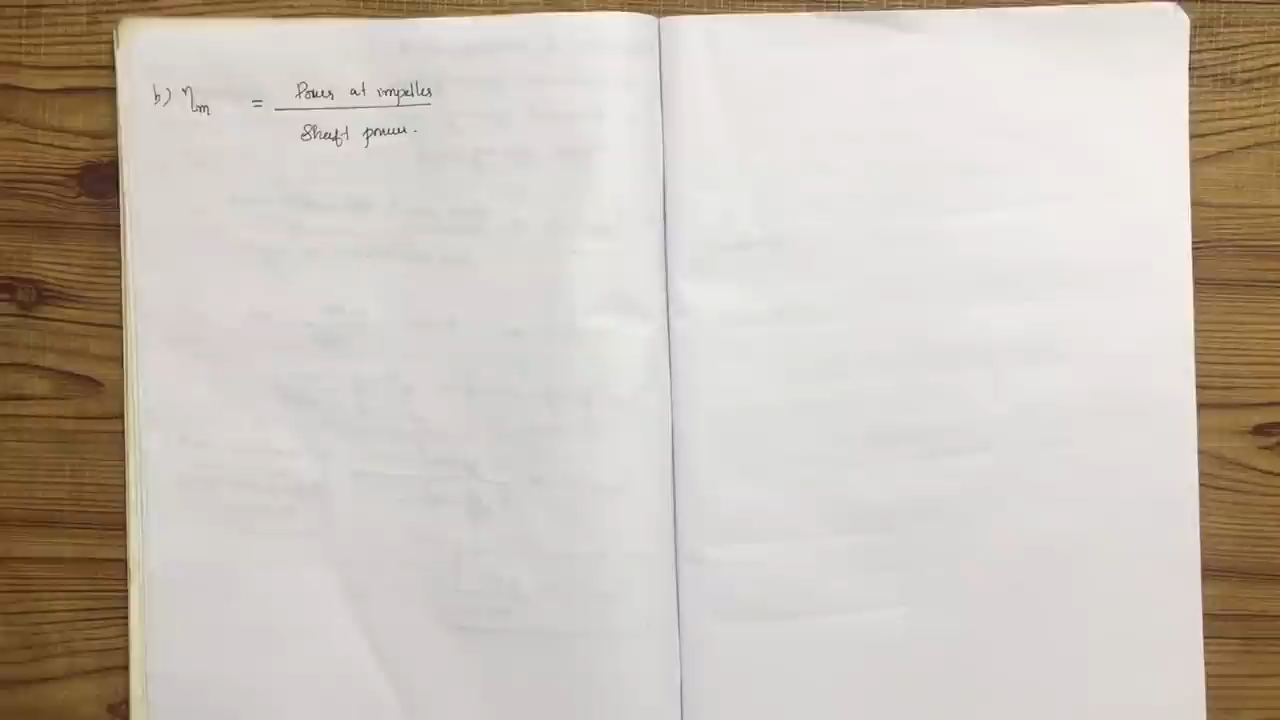 b) ηm = Power at impeller
Shaft power.